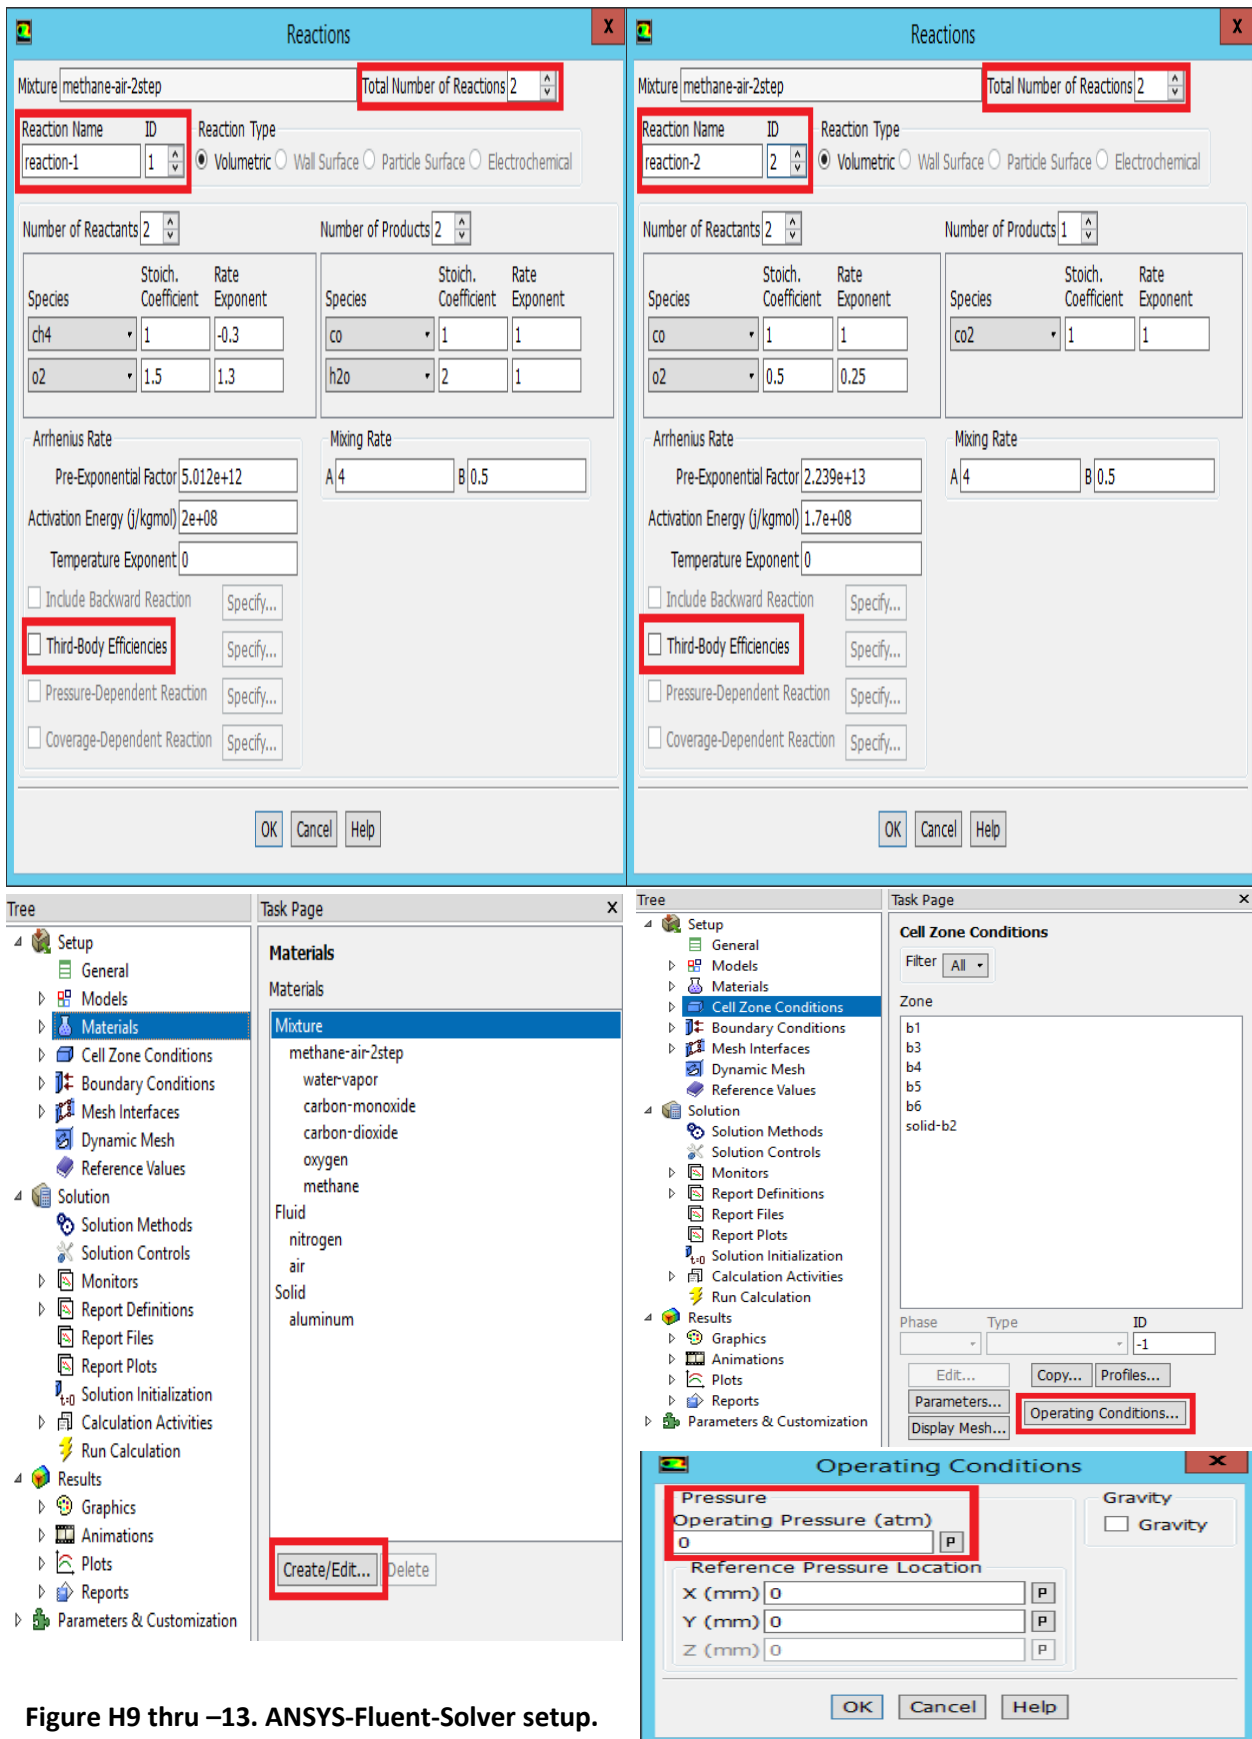 Reactions
X
Mixture methane-air-2step Total Number of Reactions 2
Reaction Name ID Reaction Type
reaction-1 1 Volumetric Wall Surface Particle Surface Electrochemical
Number of Reactants 2 Number of Products 2
Species Stoich. Coefficient Rate Exponent Species Stoich. Coefficient Rate Exponent
ch4 1 -0.3 co 1 1
o2 1.5 1.3 h2o 2 1
Arrhenius Rate Mixing Rate
Pre-Exponential Factor 5.012e+12 A 4 B 0.5
Activation Energy (j/kgmol) 2e+08
Temperature Exponent 0
Include Backward Reaction Specify...
Third-Body Efficiencies Specify...
Pressure-Dependent Reaction Specify...
Coverage-Dependent Reaction Specify...
OK Cancel Help
Reactions
X
Mixture methane-air-2step Total Number of Reactions 2
Reaction Name ID Reaction Type
reaction-2 2 Volumetric Wall Surface Particle Surface Electrochemical
Number of Reactants 2 Number of Products 1
Species Stoich. Coefficient Rate Exponent Species Stoich. Coefficient Rate Exponent
co 1 1 co2 1 1
o2 0.5 0.25
Arrhenius Rate Mixing Rate
Pre-Exponential Factor 2.239e+13 A 4 B 0.5
Activation Energy (j/kgmol) 1.7e+08
Temperature Exponent 0
Include Backward Reaction Specify...
Third-Body Efficiencies Specify...
Pressure-Dependent Reaction Specify...
Coverage-Dependent Reaction Specify...
OK Cancel Help
Tree
Setup
General
Models
Materials
Cell Zone Conditions
Boundary Conditions
Mesh Interfaces
Dynamic Mesh
Reference Values
Solution
Solution Methods
Solution Controls
Monitors
Report Definitions
Report Files
Report Plots
t=0 Solution Initialization
Calculation Activities
Run Calculation
Results
Graphics
Animations
Plots
Reports
Parameters & Customization
Task Page X
Materials
Materials
Mixture
methane-air-2step
water-vapor
carbon-monoxide
carbon-dioxide
oxygen
methane
Fluid
nitrogen
air
Solid
aluminum
Create/Edit... Delete
Tree
Setup
General
Models
Materials
Cell Zone Conditions
Boundary Conditions
Mesh Interfaces
Dynamic Mesh
Reference Values
Solution
Solution Methods
Solution Controls
Monitors
Report Definitions
Report Files
Report Plots
t=0 Solution Initialization
Calculation Activities
Run Calculation
Results
Graphics
Animations
Plots
Reports
Parameters & Customization
Task Page X
Cell Zone Conditions
Filter All
Zone
b1
b3
b4
b5
b6
solid-b2
Phase Type ID
-1
Edit... Copy... Profiles...
Parameters... Operating Conditions...
Display Mesh...
Operating Conditions
X
Pressure Gravity
Operating Pressure (atm) Gravity
0 P
Reference Pressure Location
X (mm) 0 P
Y (mm) 0 P
Z (mm) 0 P
OK Cancel Help
Figure H9 thru –13. ANSYS-Fluent-Solver setup.